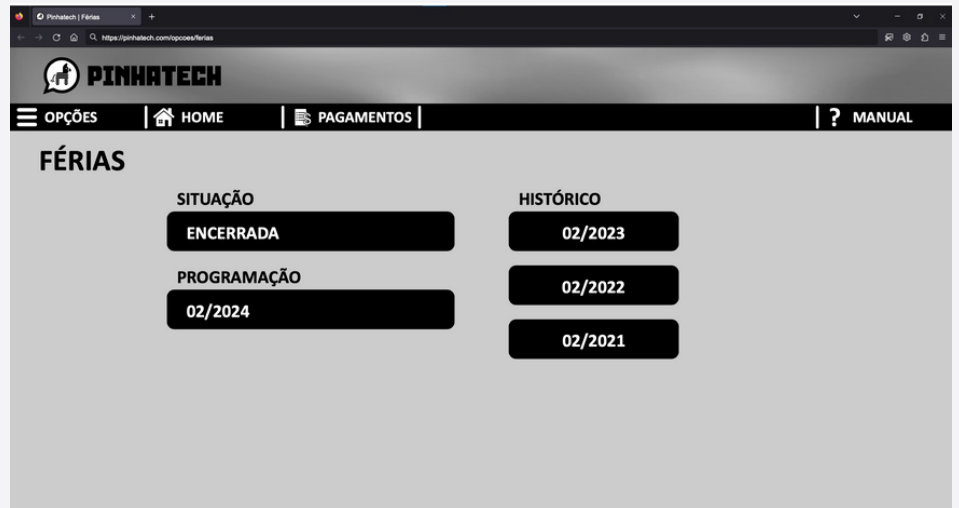 Pinhatech | Férias
https://pinhatech.com/opcoes/ferias
PINHATECH
OPÇÕES
HOME
PAGAMENTOS
? MANUAL
FÉRIAS
SITUAÇÃO
ENCERRADA
PROGRAMAÇÃO
02/2024
HISTÓRICO
02/2023
02/2022
02/2021